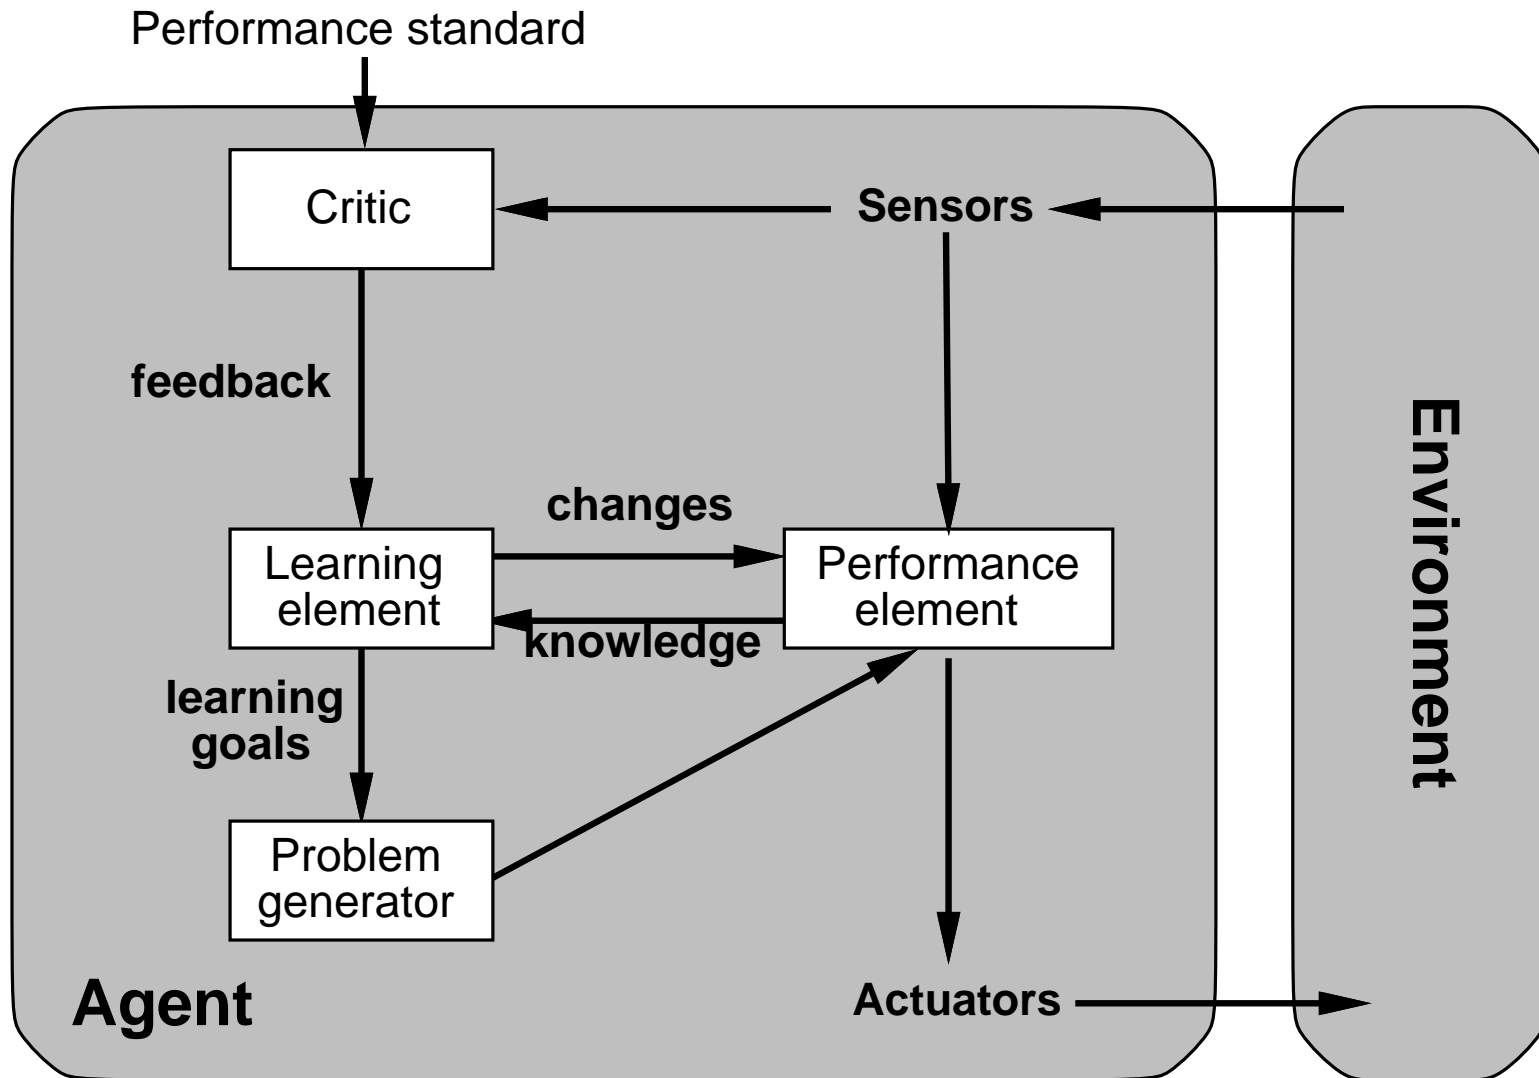 Performance standard
Critic
Sensors
feedback
changes
Learning
element
Performance
element
knowledge
learning
goals
Problem
generator
Agent
Actuators
Environment